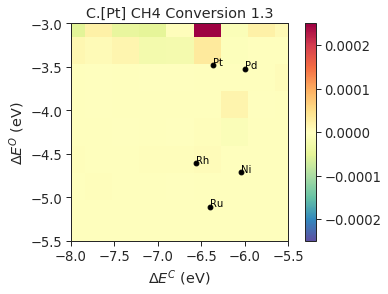 C.[Pt] CH4 Conversion 1.3
−3.0
−3.5
−4.0
−4.5
−5.0
−5.5
ΔE^O (eV)
Pt
Pd
Rh
Ni
Ru
−8.0 −7.5 −7.0 −6.5 −6.0 −5.5
ΔE^C (eV)
0.0002
0.0001
0.0000
−0.0001
−0.0002